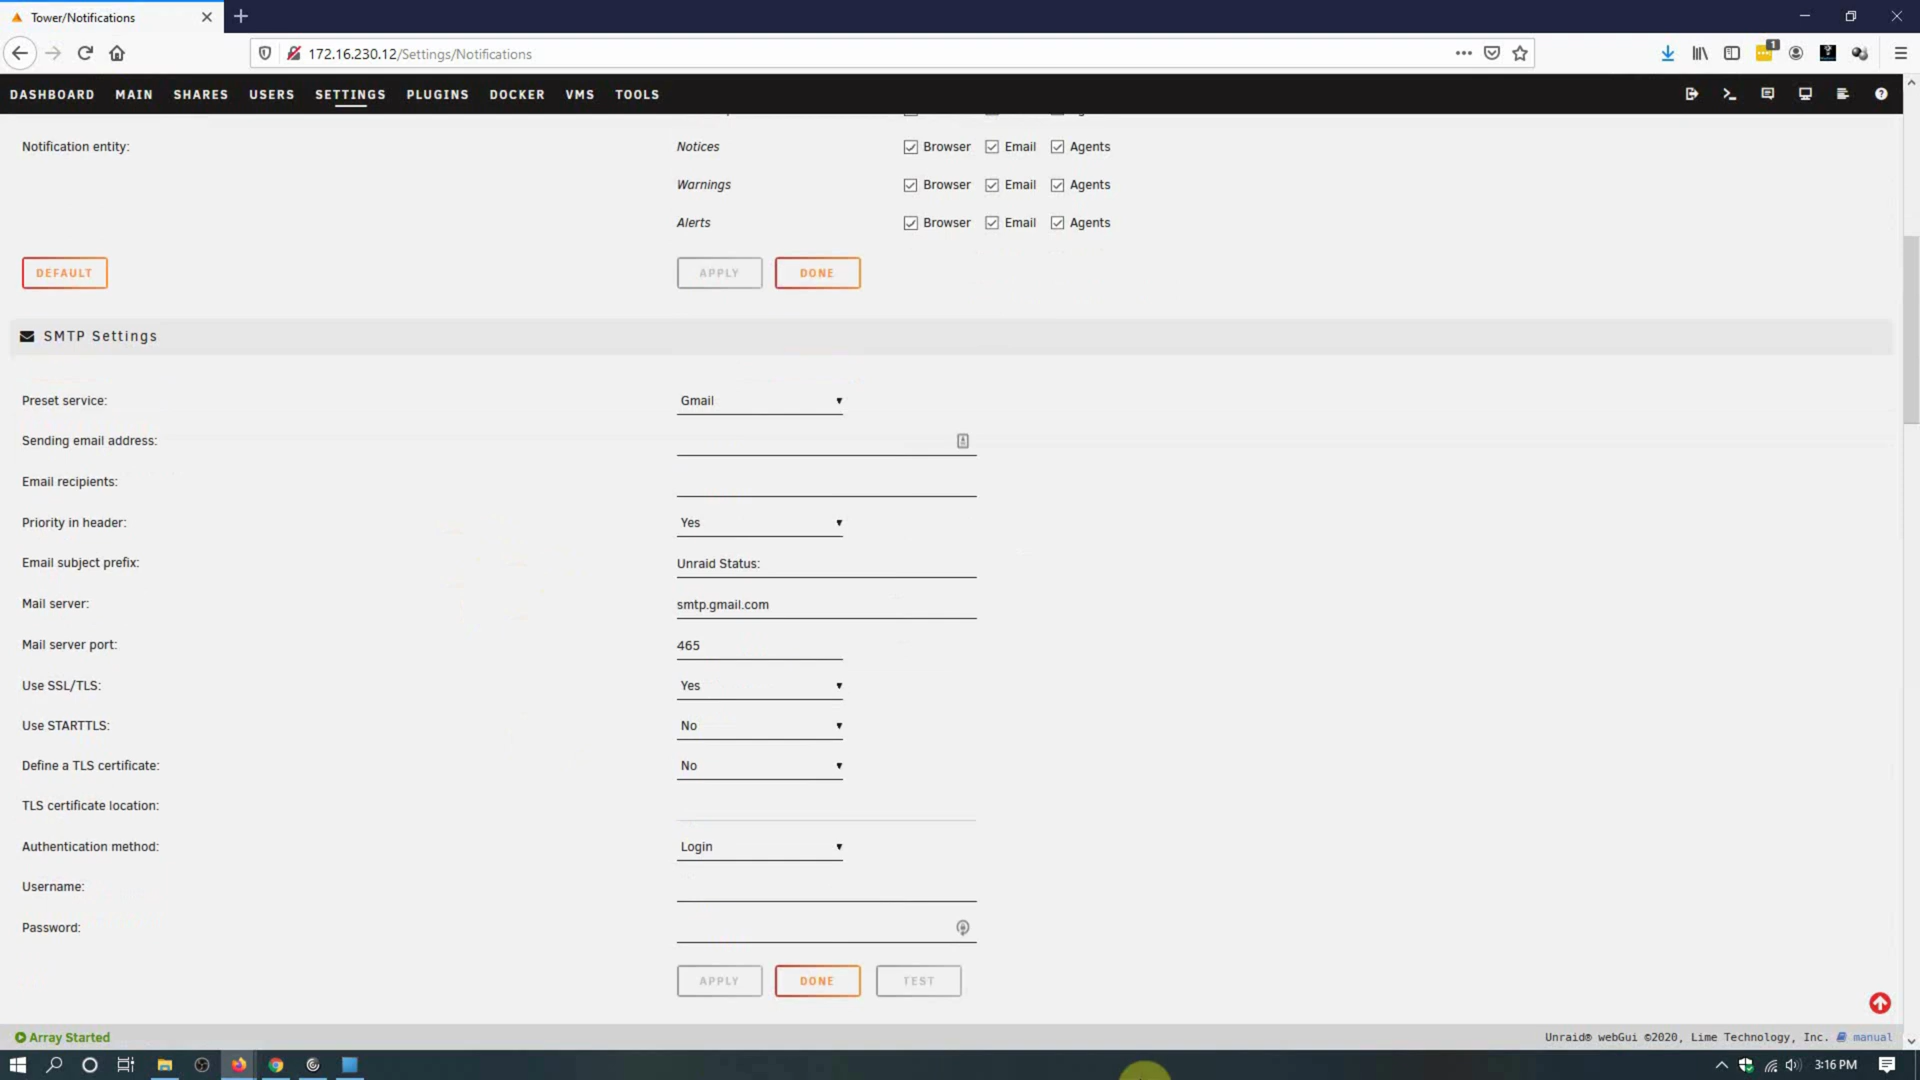 Tower/Notifications
172.16.230.12/Settings/Notifications
1
DASHBOARD MAIN SHARES USERS SETTINGS PLUGINS DOCKER VMS TOOLS
Notification entity: Notices Browser Email Agents
Warnings Browser Email Agents
Alerts Browser Email Agents
DEFAULT APPLY DONE
SMTP Settings
Preset service: Gmail
Sending email address:
Email recipients:
Priority in header: Yes
Email subject prefix: Unraid Status:
Mail server: smtp.gmail.com
Mail server port: 465
Use SSL/TLS: Yes
Use STARTTLS: No
Define a TLS certificate: No
TLS certificate location:
Authentication method: Login
Username:
Password:
APPLY DONE TEST
Array Started Unraid® webGui ©2020, Lime Technology, Inc. manual
3:16 PM